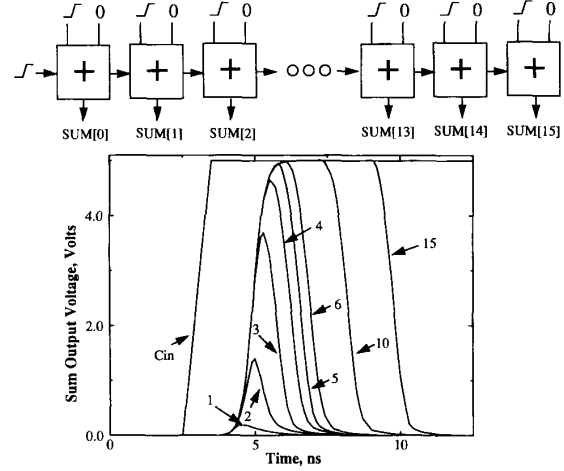 0 0 0 0 0 0
+ + + + + +
SUM[0] SUM[1] SUM[2] SUM[13] SUM[14] SUM[15]
Sum Output Voltage, Volts
4.0
2.0
0.0
Cin
1
2
3
4
5
6
10
15
0 5 10
Time, ns